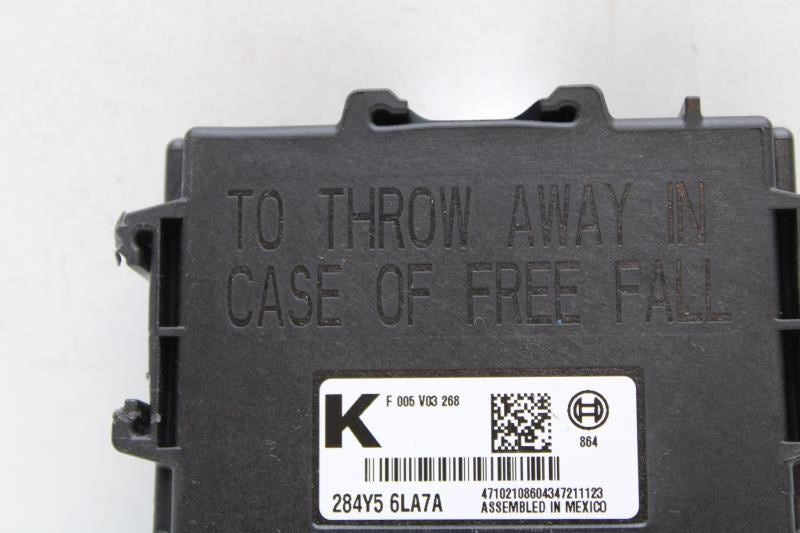 TO THROW AWAY IN
CASE OF FREE FALL
K
F 005 V03 268
864
284Y5 6LA7A
47102108604347211123
ASSEMBLED IN MEXICO